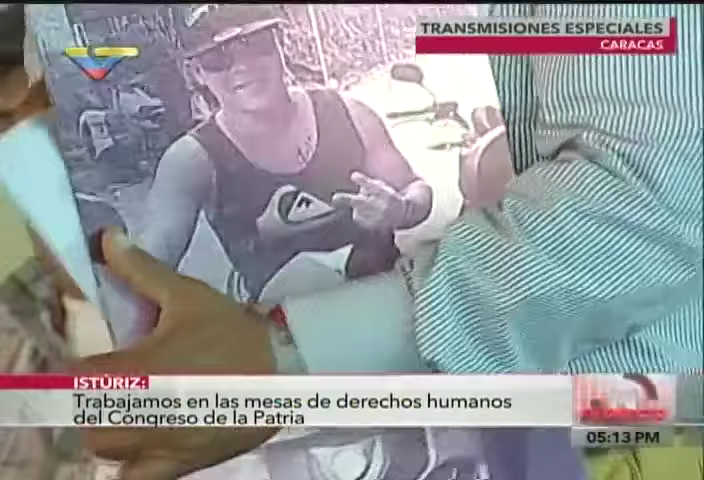 TRANSMISIONES ESPECIALES
CARACAS
ISTÚRIZ:
Trabajamos en las mesas de derechos humanos
del Congreso de la Patria
05:13 PM